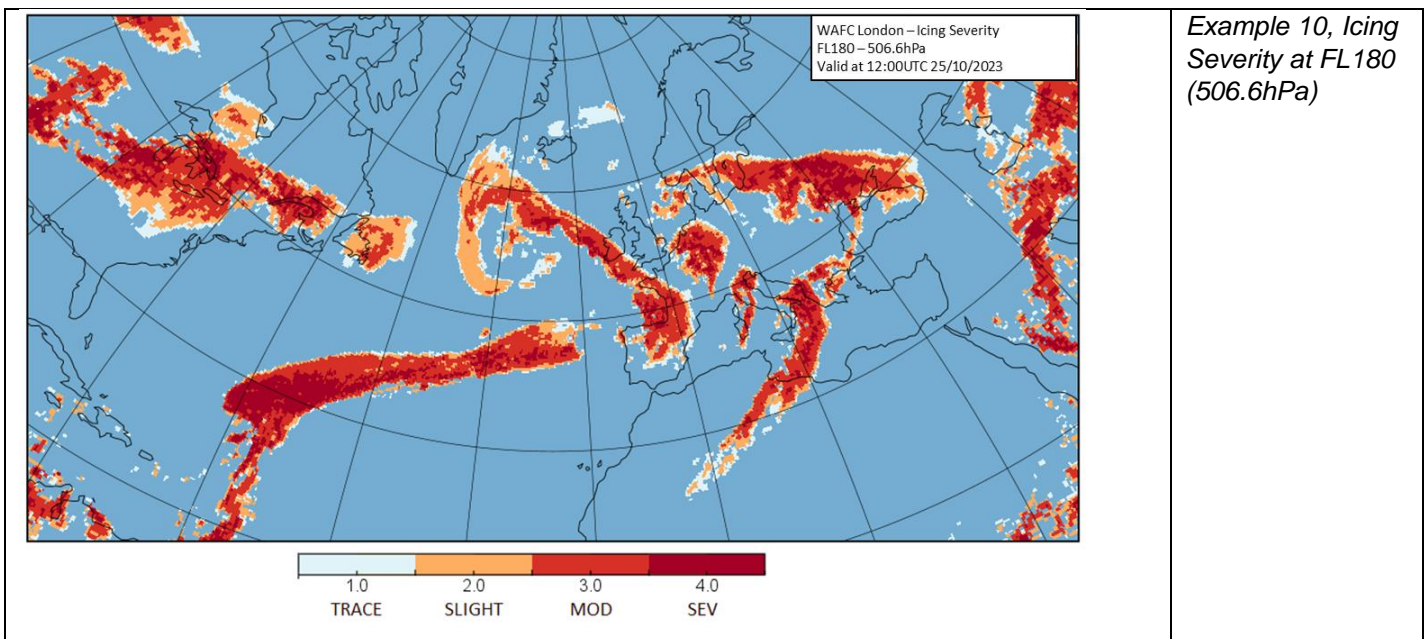 WAFC London – Icing Severity
FL180 – 506.6hPa
Valid at 12:00UTC 25/10/2023
Example 10, Icing
Severity at FL180
(506.6hPa)
1.0 2.0 3.0 4.0
TRACE SLIGHT MOD SEV